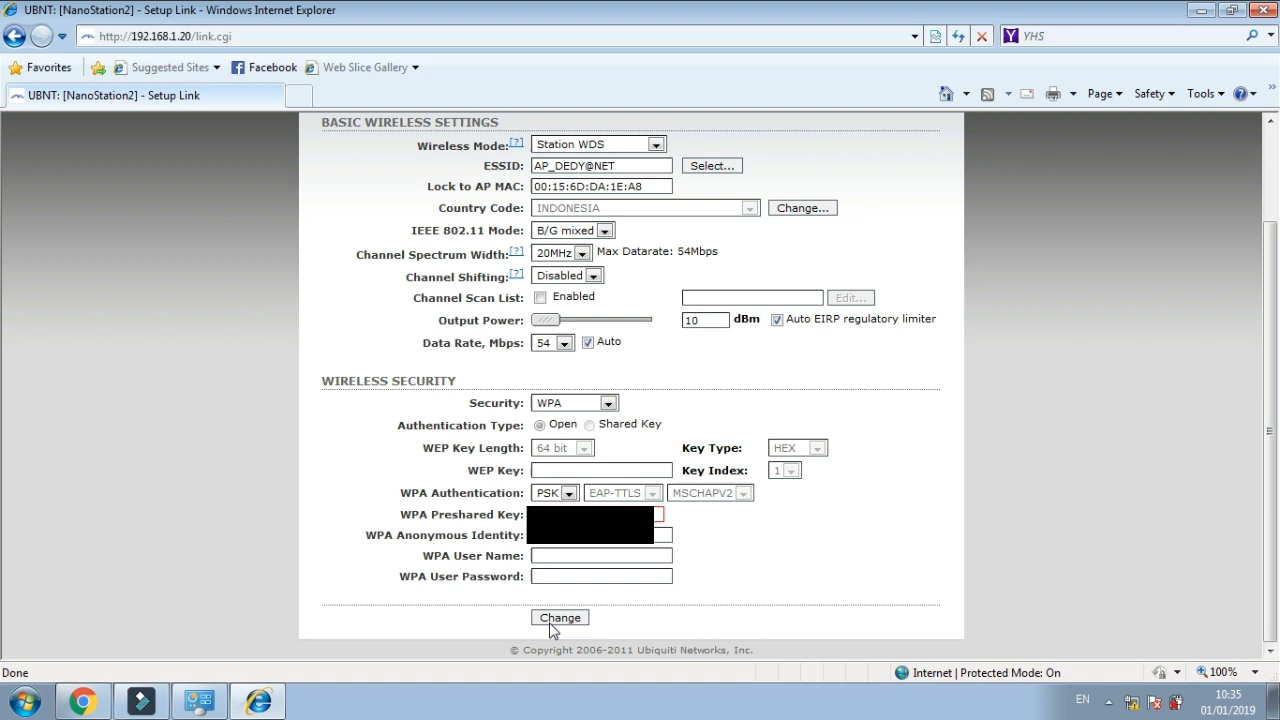 UBNT: [NanoStation2] - Setup Link - Windows Internet Explorer
http://192.168.1.20/link.cgi
YHS
Favorites Suggested Sites Facebook Web Slice Gallery
UBNT: [NanoStation2] - Setup Link
Page Safety Tools
BASIC WIRELESS SETTINGS
Wireless Mode:[?] Station WDS
ESSID: AP_DEDY@NET Select...
Lock to AP MAC: 00:15:6D:DA:1E:A8
Country Code: INDONESIA Change...
IEEE 802.11 Mode: B/G mixed
Channel Spectrum Width:[?] 20MHz Max Datarate: 54Mbps
Channel Shifting:[?] Disabled
Channel Scan List: Enabled Edit...
Output Power: 10 dBm Auto EIRP regulatory limiter
Data Rate, Mbps: 54 Auto
WIRELESS SECURITY
Security: WPA
Authentication Type: Open Shared Key
WEP Key Length: 64 bit Key Type: HEX
WEP Key: Key Index: 1
WPA Authentication: PSK EAP-TTLS MSCHAPV2
WPA Preshared Key:
WPA Anonymous Identity:
WPA User Name:
WPA User Password:
Change
© Copyright 2006-2011 Ubiquiti Networks, Inc.
Done Internet | Protected Mode: On 100%
EN 10:35
01/01/2019